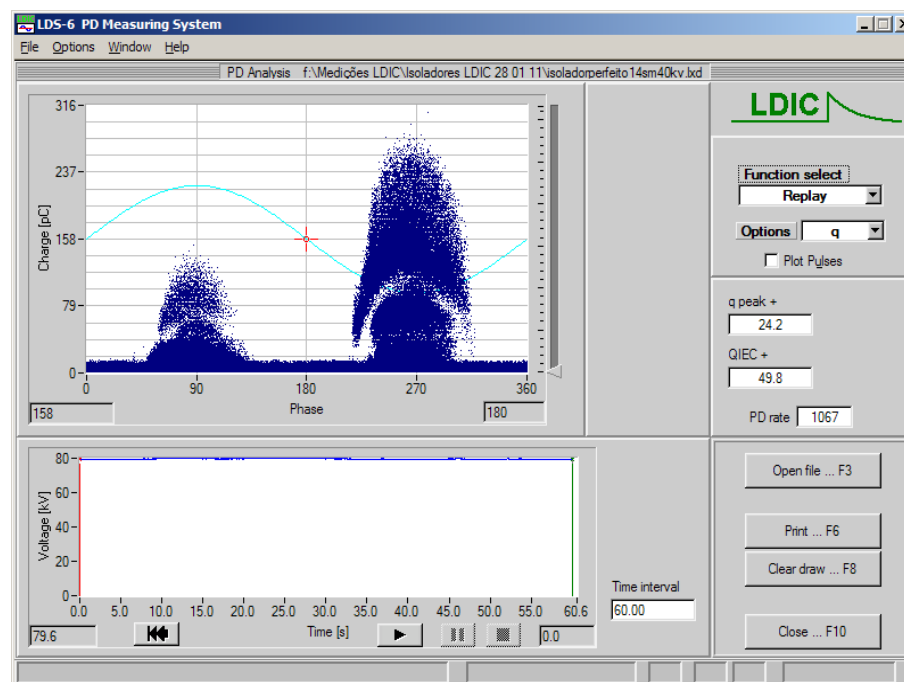 LDS-6 PD Measuring System
File Options Window Help
PD Analysis f:\Medições LDIC\Isoladores LDIC 28 01 11\isoladorperfeito14sm40kv.lxd
LDIC
316
237
158
79
0
Charge [pC]
0 90 180 270 360
Phase
158
180
Function select
Replay
Options q
Plot Pulses
q peak +
24.2
QIEC +
49.8
PD rate 1067
80
60
40
20
0
Voltage [kV]
0.0 5.0 10.0 15.0 20.0 25.0 30.0 35.0 40.0 45.0 50.0 55.0 60.6
Time [s]
79.6
0.0
Time interval
60.00
Open file ... F3
Print ... F6
Clear draw ... F8
Close ... F10